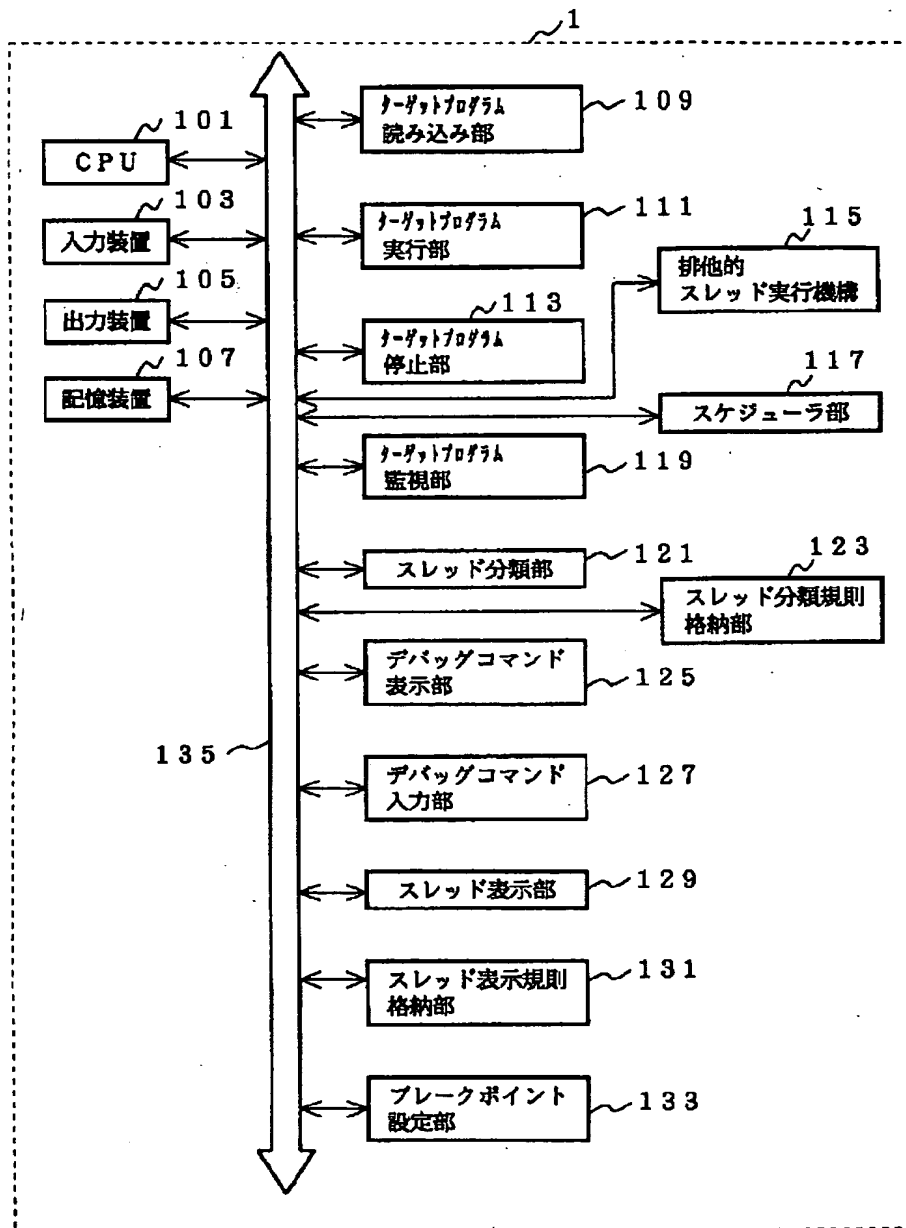 1
101
CPU
103
入力装置
105
出力装置
107
記憶装置
ターゲットプログラム
読み込み部
109
ターゲットプログラム
実行部
111
113
ターゲットプログラム
停止部
115
排他的
スレッド実行機構
117
スケジューラ部
ターゲットプログラム
監視部
119
スレッド分類部
121
123
スレッド分類規則
格納部
デバッグコマンド
表示部
125
135
デバッグコマンド
入力部
127
スレッド表示部
129
スレッド表示規則
格納部
131
ブレークポイント
設定部
133